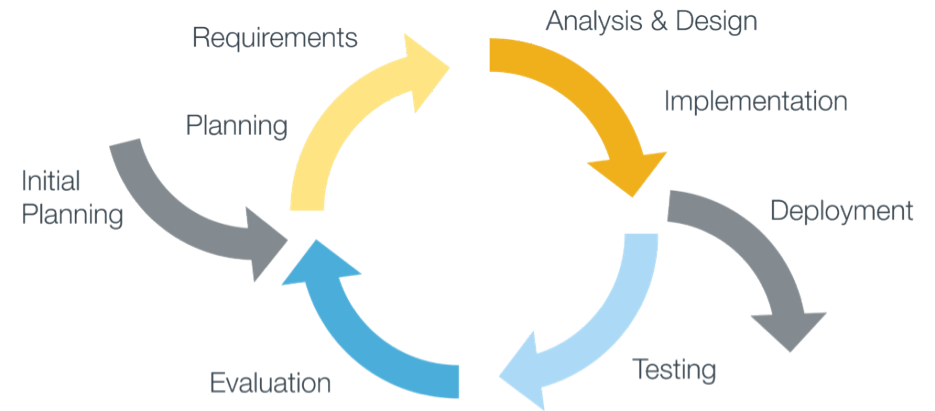 Analysis & Design
Requirements
Implementation
Planning
Initial
Planning
Deployment
Testing
Evaluation